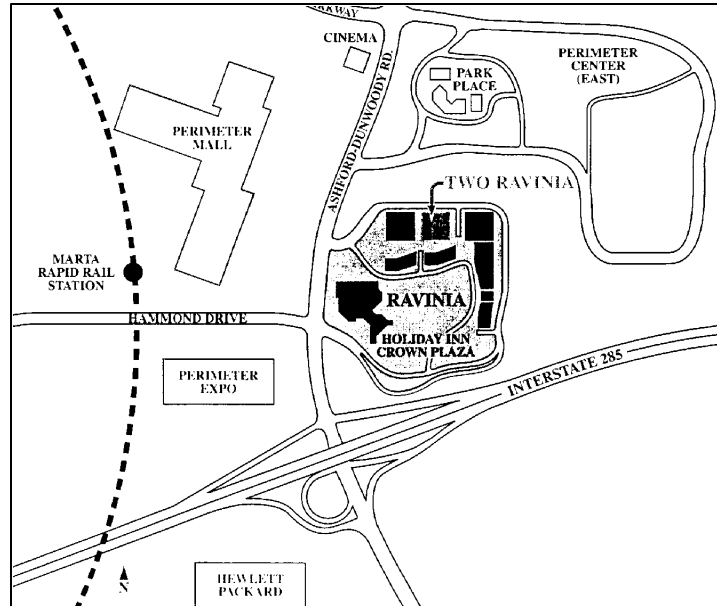 CINEMA
PARK
PLACE
PERIMETER
CENTER
(EAST)
PERIMETER
MALL
ASHFORD-DUNWOODY RD.
TWO RAVINIA
MARTA
RAPID RAIL
STATION
RAVINIA
HAMMOND DRIVE
HOLIDAY INN
CROWN PLAZA
PERIMETER
EXPO
INTERSTATE 285
N
HEWLETT
PACKARD